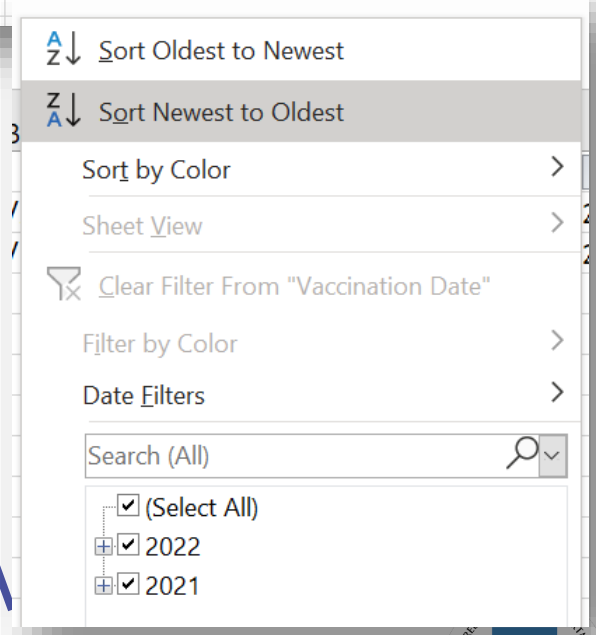 Sort Oldest to Newest
Sort Newest to Oldest
Sort by Color
Sheet View
Clear Filter From "Vaccination Date"
Filter by Color
Date Filters
Search (All)
(Select All)
2022
2021